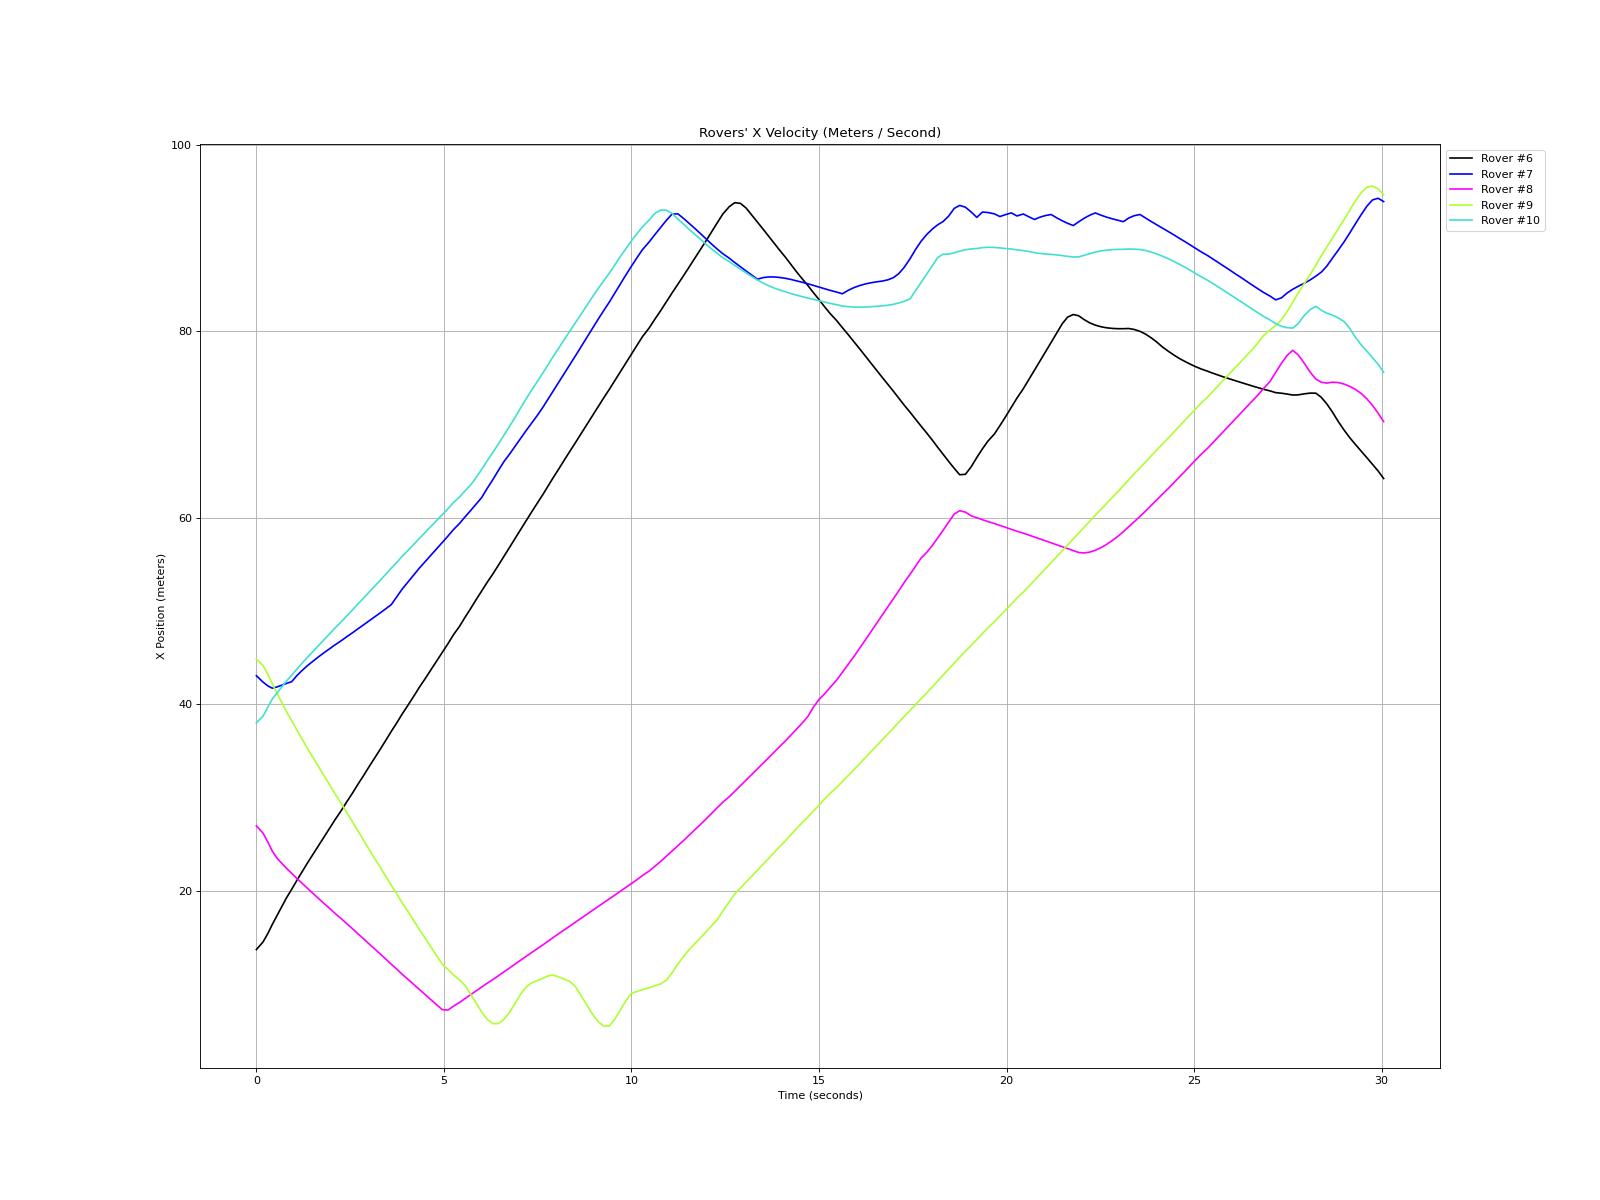 Rovers' X Velocity (Meters / Second)
100
80
60
40
20
X Position (meters)
0 5 10 15 20 25 30
Time (seconds)
Rover #6
Rover #7
Rover #8
Rover #9
Rover #10